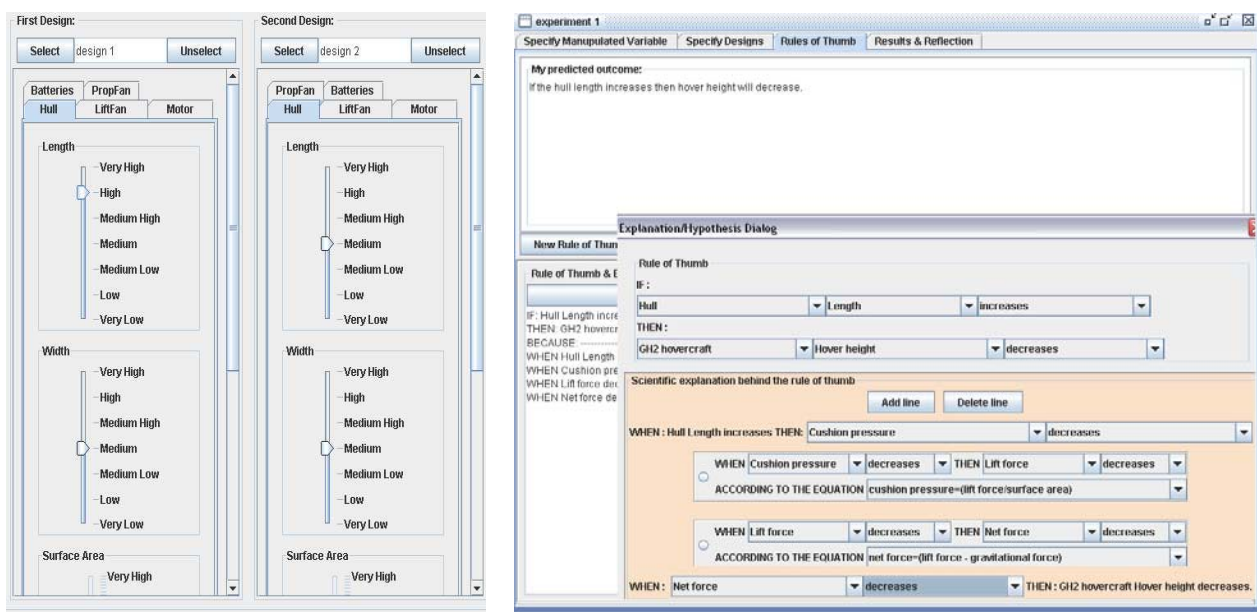 First Design:
Select design 1 Unselect
Batteries PropFan
Hull LiftFan Motor
Length
Very High
High
Medium High
Medium
Medium Low
Low
Very Low
Width
Very High
High
Medium High
Medium
Medium Low
Low
Very Low
Surface Area
Very High
Second Design:
Select design 2 Unselect
PropFan Batteries
Hull LiftFan Motor
Length
Very High
High
Medium High
Medium
Medium Low
Low
Very Low
Width
Very High
High
Medium High
Medium
Medium Low
Low
Very Low
Surface Area
Very High
experiment 1
Specify Manupulated Variable Specify Designs Rules of Thumb Results & Reflection
My predicted outcome:
If the hull length increases then hover height will decrease.
New Rule of Thum
Rule of Thumb & E
IF: Hull Length incre
THEN: GH2 hovercr
BECAUSE: ------------
WHEN Hull Length
WHEN Cushion pre
WHEN Lift force de
WHEN Net force de
Explanation/Hypothesis Dialog
Rule of Thumb
IF :
Hull Length increases
THEN :
GH2 hovercraft Hover height decreases
Scientific explanation behind the rule of thumb
Add line Delete line
WHEN : Hull Length increases THEN: Cushion pressure decreases
WHEN Cushion pressure decreases THEN Lift force decreases
ACCORDING TO THE EQUATION cushion pressure=(lift force/surface area)
WHEN Lift force decreases THEN Net force decreases
ACCORDING TO THE EQUATION net force=(lift force - gravitational force)
WHEN : Net force decreases THEN : GH2 hovercraft Hover height decreases.